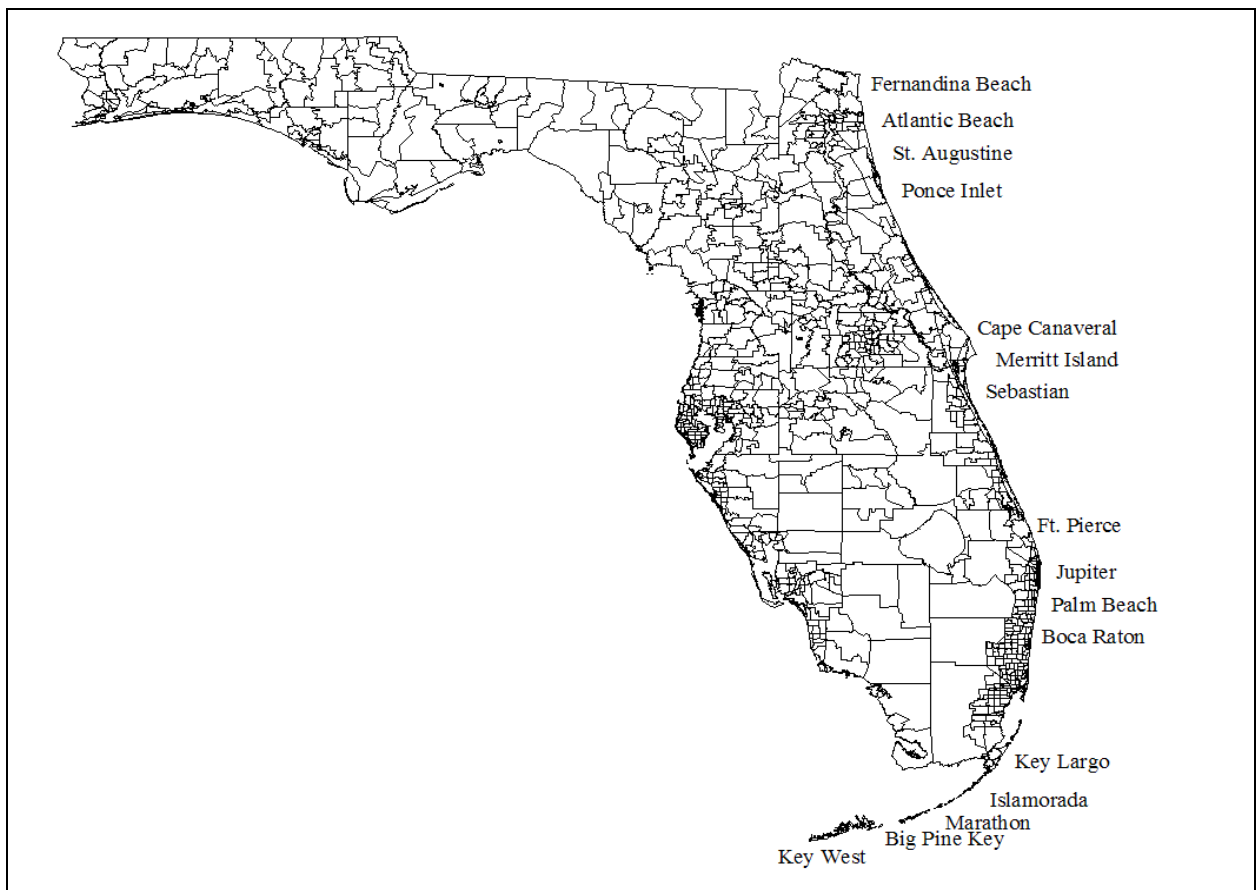 Fernandina Beach
Atlantic Beach
St. Augustine
Ponce Inlet
Cape Canaveral
Merritt Island
Sebastian
Ft. Pierce
Jupiter
Palm Beach
Boca Raton
Key Largo
Islamorada
Marathon
Big Pine Key
Key West